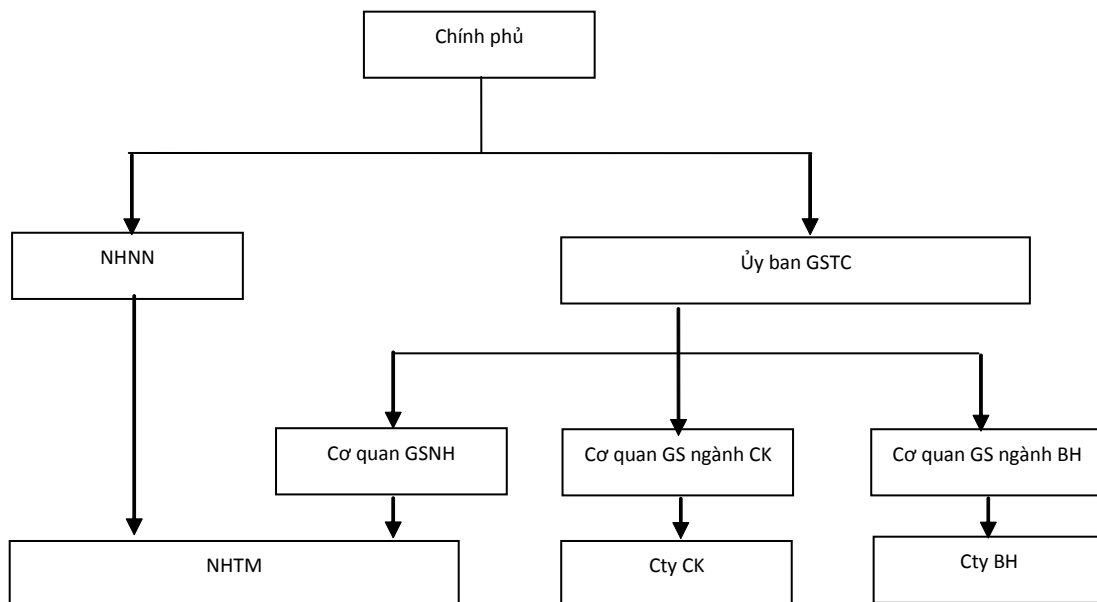 Chính phủ
NHNN
Ủy ban GSTC
Cơ quan GSNH
Cơ quan GS ngành CK
Cơ quan GS ngành BH
NHTM
Cty CK
Cty BH